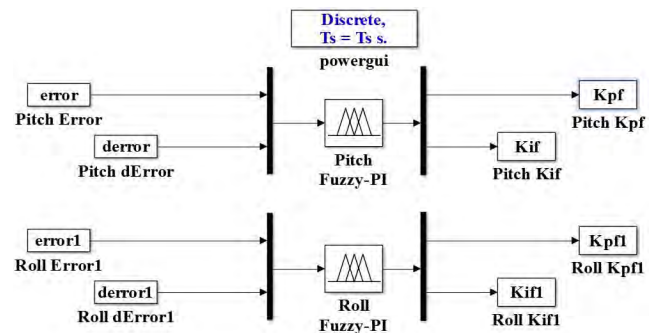 Discrete,
Ts = Ts s.
powergui
error
Pitch Error
derror
Pitch dError
Pitch
Fuzzy-PI
Kpf
Pitch Kpf
Kif
Pitch Kif
error1
Roll Error1
derror1
Roll dError1
Roll
Fuzzy-PI
Kpf1
Roll Kpf1
Kif1
Roll Kif1